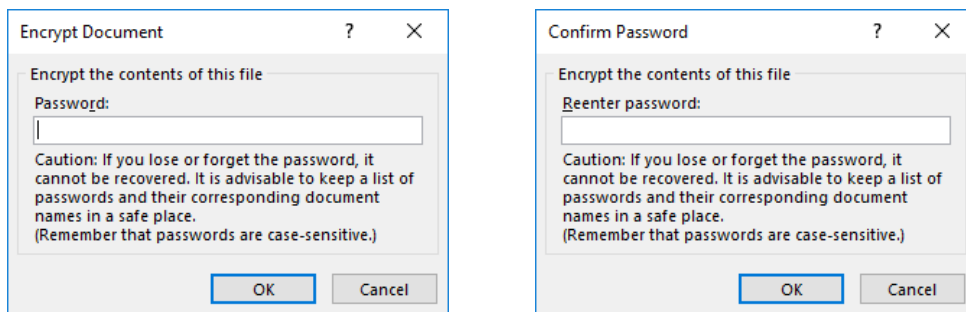 Encrypt Document ?
Encrypt the contents of this file
Password:
Caution: If you lose or forget the password, it
cannot be recovered. It is advisable to keep a list of
passwords and their corresponding document
names in a safe place.
(Remember that passwords are case-sensitive.)
OK Cancel
Confirm Password ?
Encrypt the contents of this file
Reenter password:
Caution: If you lose or forget the password, it
cannot be recovered. It is advisable to keep a list of
passwords and their corresponding document
names in a safe place.
(Remember that passwords are case-sensitive.)
OK Cancel